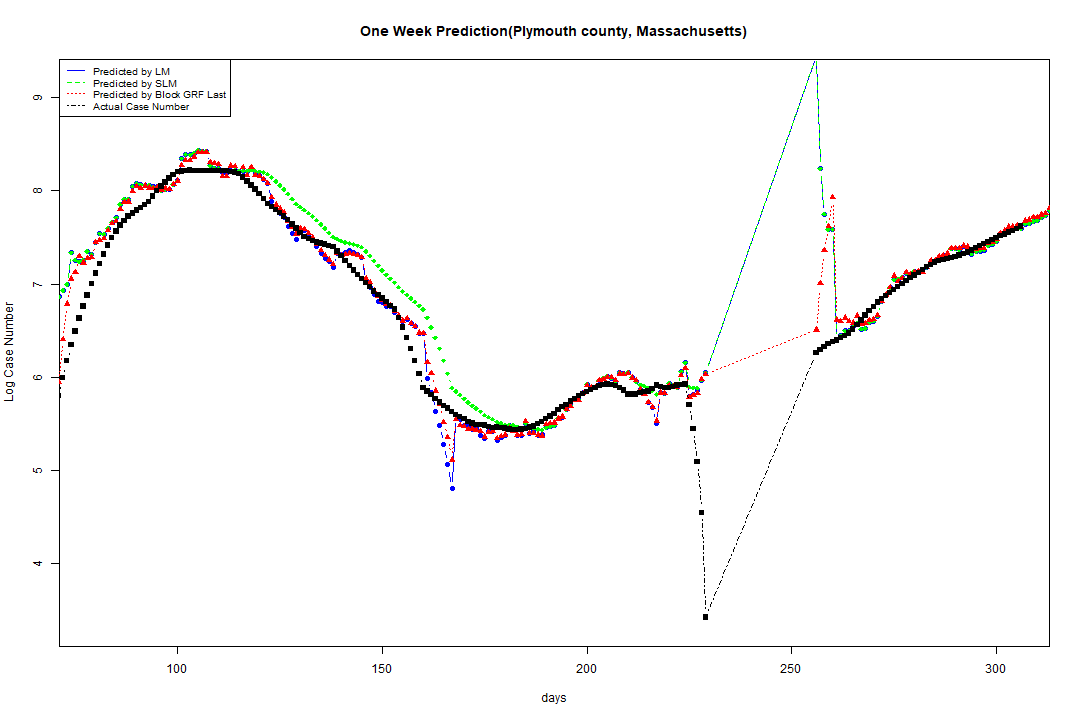 One Week Prediction(Plymouth county, Massachusetts)
Predicted by LM
Predicted by SLM
Predicted by Block GRF Last
Actual Case Number
9
8
7
6
5
4
Log Case Number
100 150 200 250 300
days